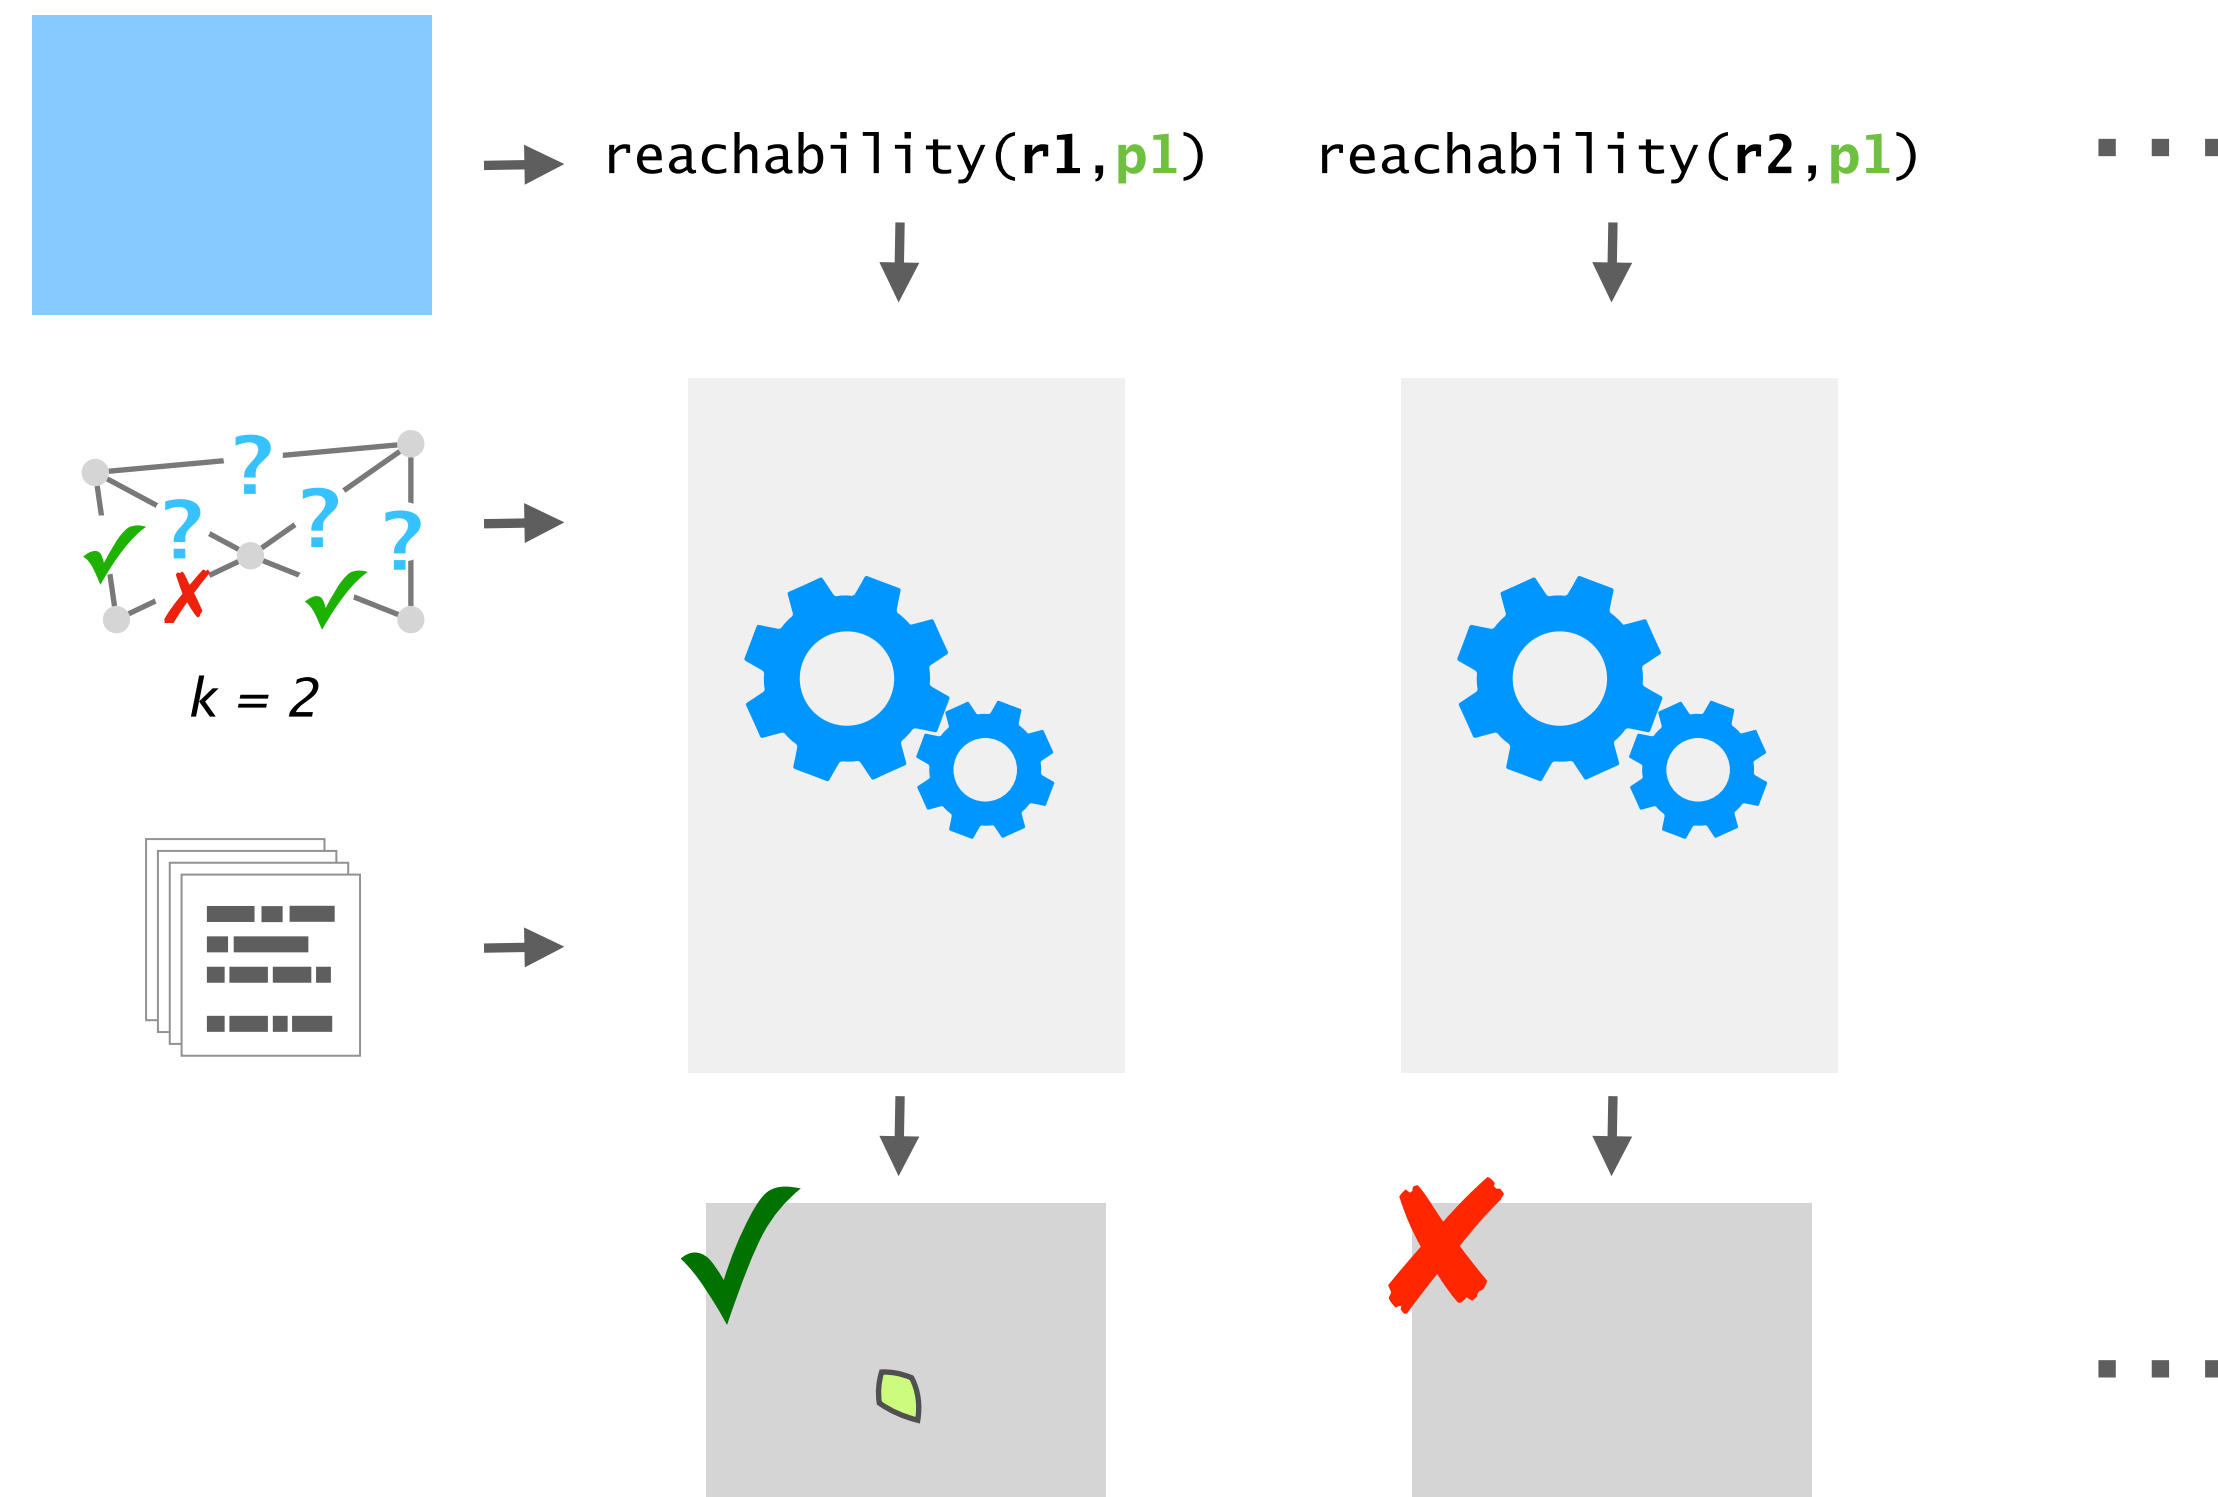 reachability(r1,p1)
reachability(r2,p1)
?
?
?
?
k = 2